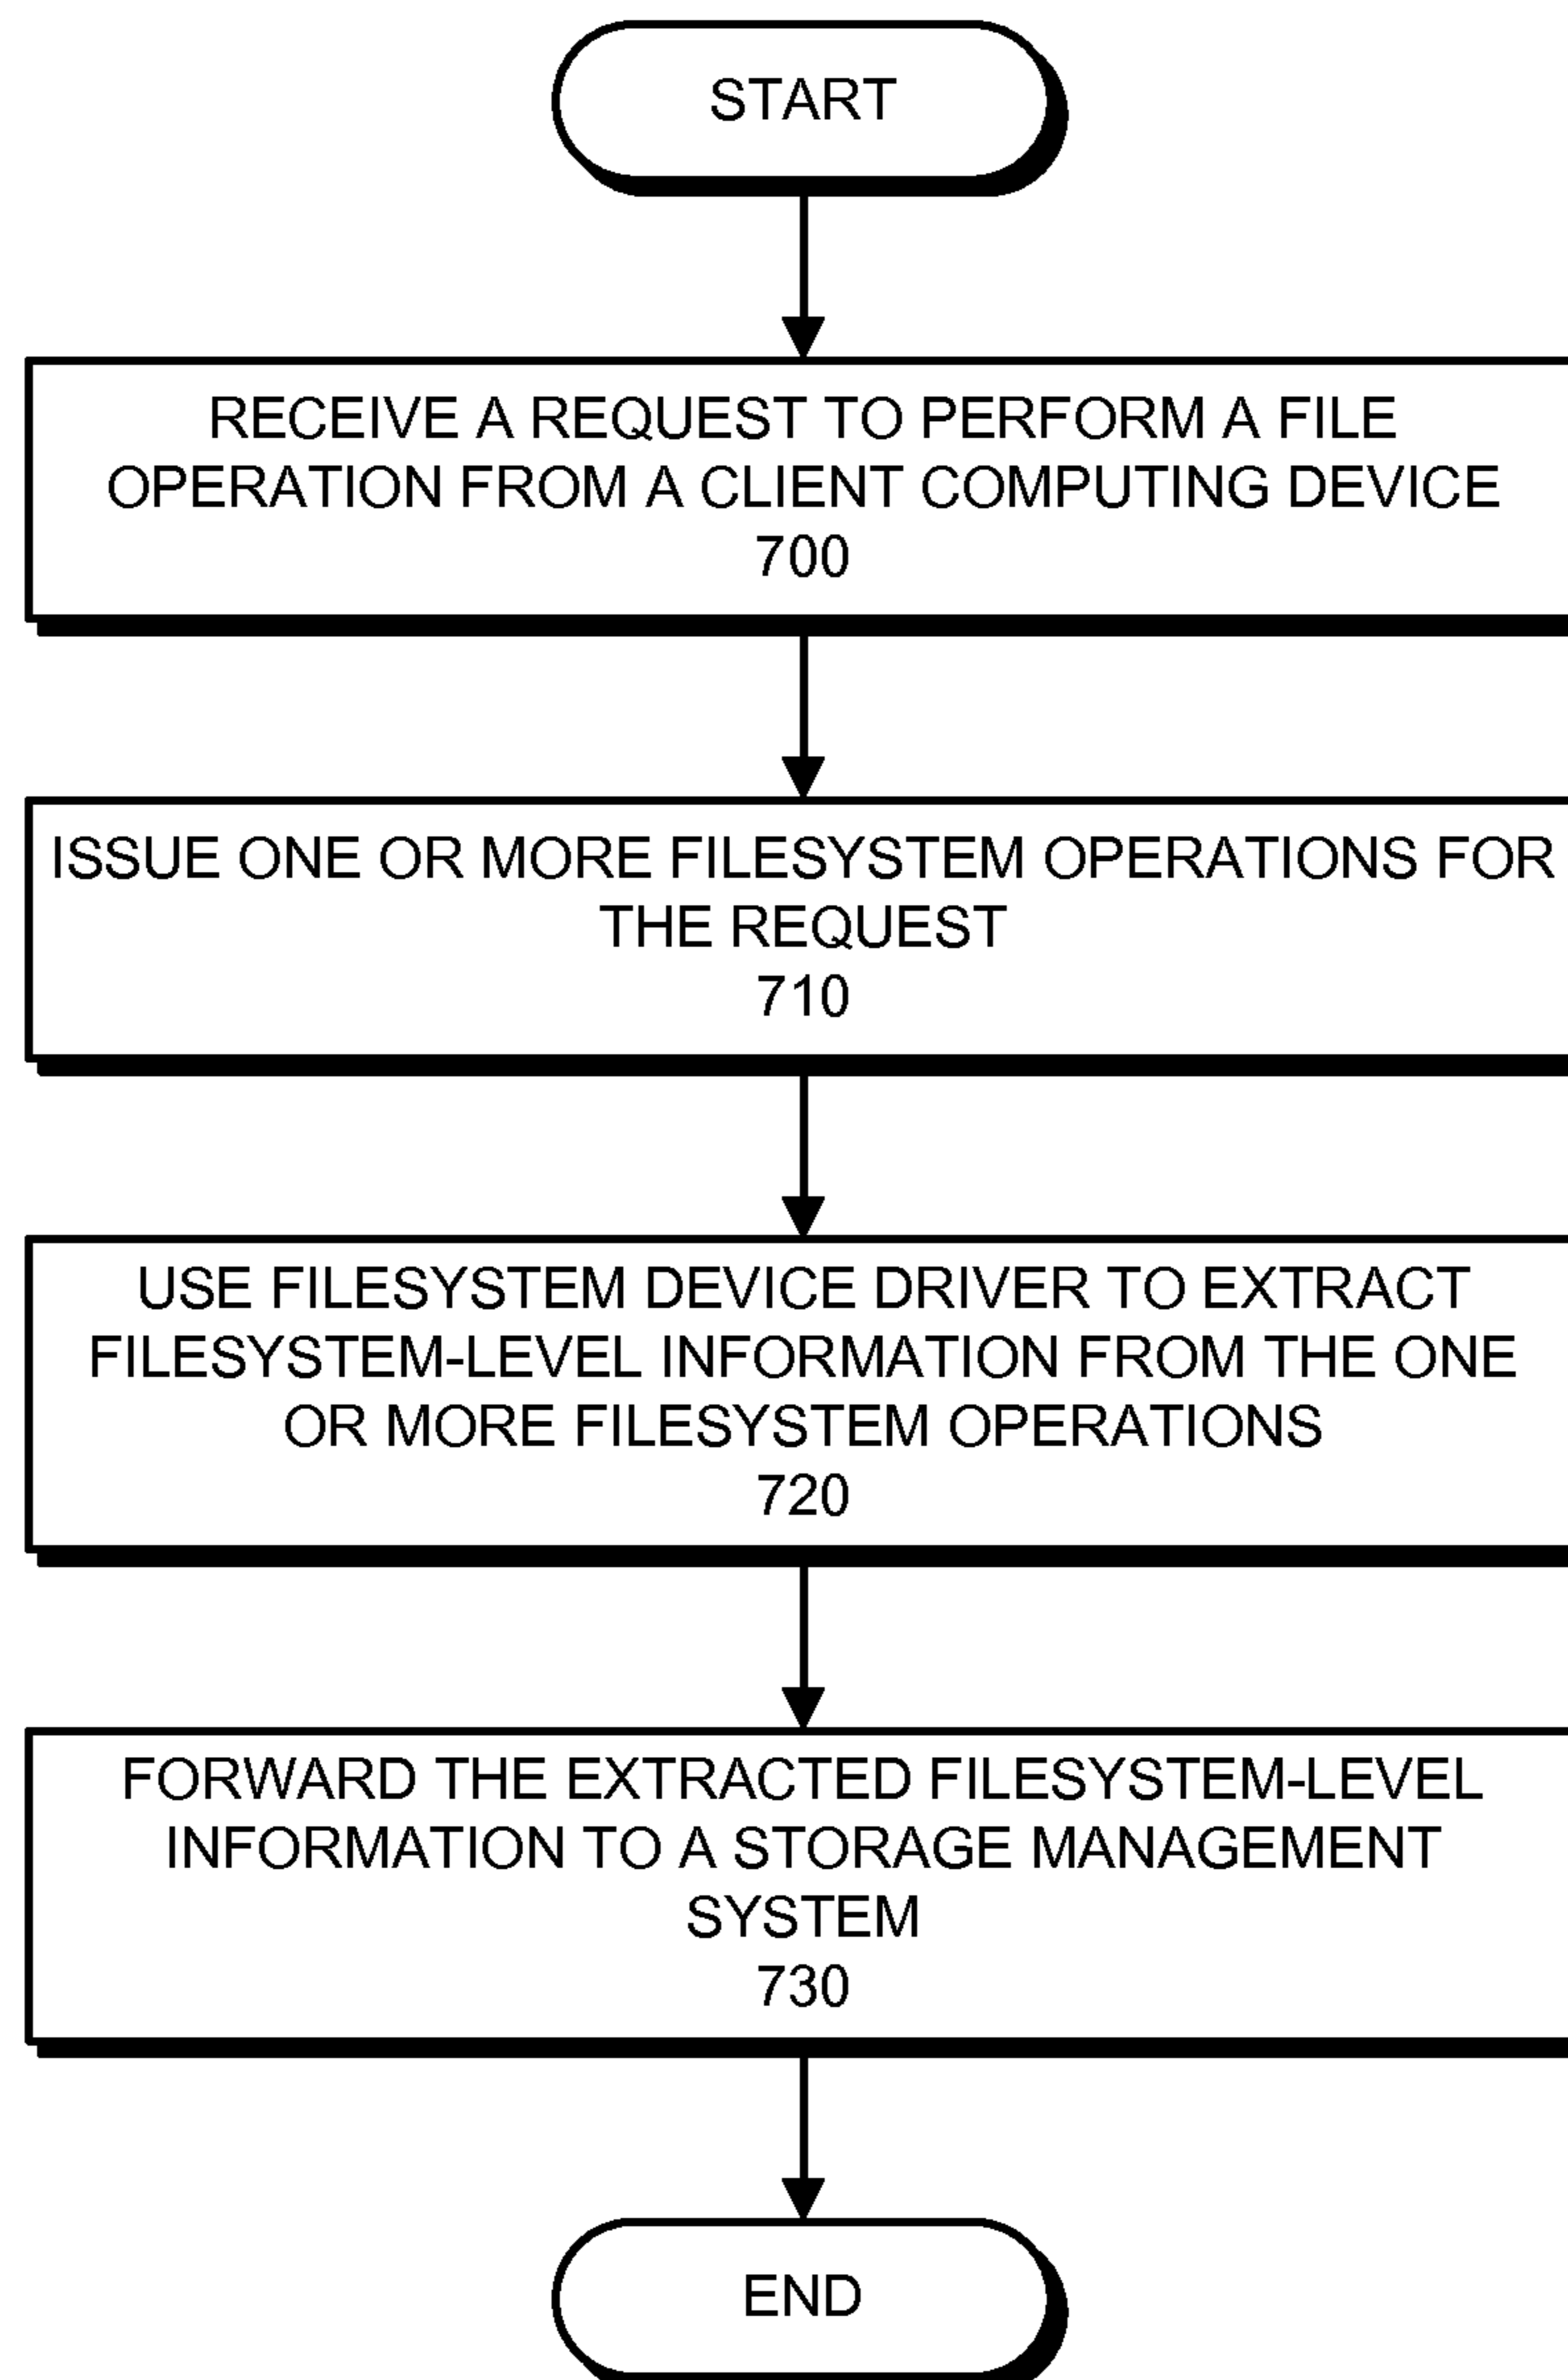 START
RECEIVE A REQUEST TO PERFORM A FILE
OPERATION FROM A CLIENT COMPUTING DEVICE
700
ISSUE ONE OR MORE FILESYSTEM OPERATIONS FOR
THE REQUEST
710
USE FILESYSTEM DEVICE DRIVER TO EXTRACT
FILESYSTEM-LEVEL INFORMATION FROM THE ONE
OR MORE FILESYSTEM OPERATIONS
720
FORWARD THE EXTRACTED FILESYSTEM-LEVEL
INFORMATION TO A STORAGE MANAGEMENT
SYSTEM
730
END